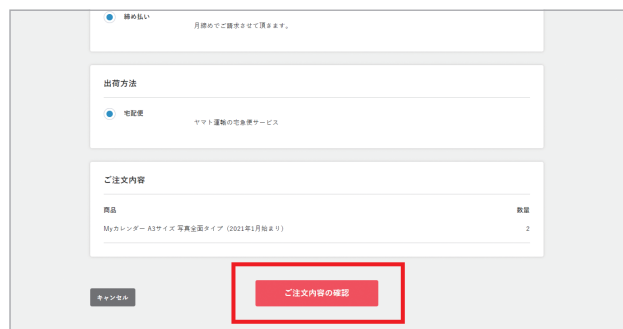 締め払い
月締めでご請求させて頂きます。
出荷方法
宅配便
ヤマト運輸の宅急便サービス
ご注文内容
商品 数量
Myカレンダー A3サイズ 写真全面タイプ（2021年1月始まり） 2
キャンセル ご注文内容の確認